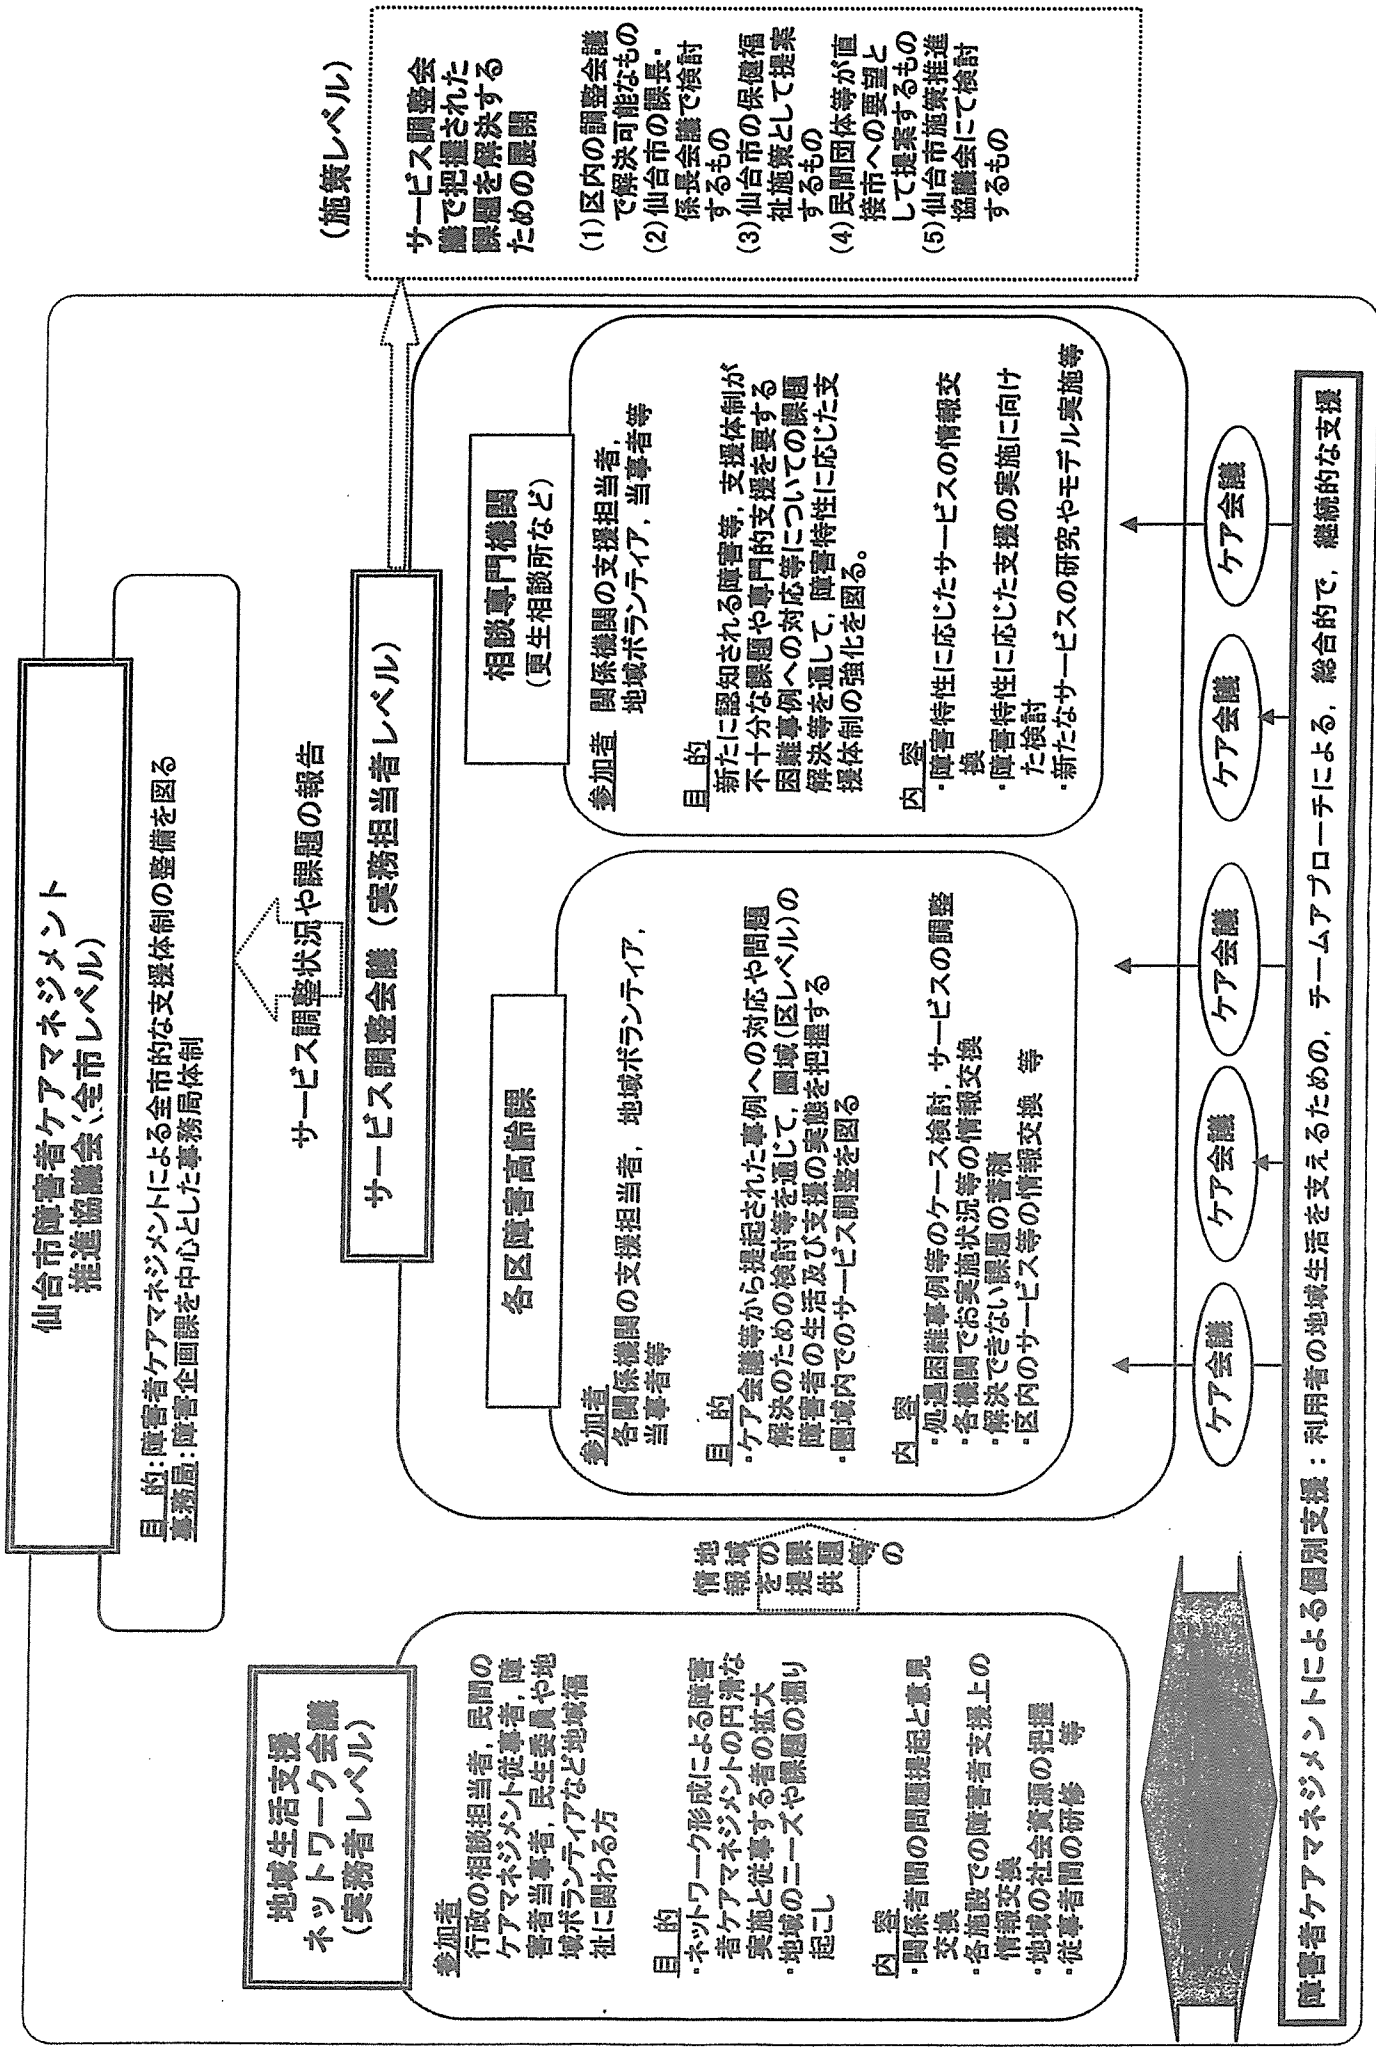 仙台市障害者ケアマネジメント
推進協議会（全市レベル）
目　的：障害者ケアマネジメントによる全市的な支援体制の整備を図る
事務局：障害企画課を中心とした事務局体制
サービス調整状況や課題の報告
（施策レベル）
サービス調整会
議で把握された
課題を解決する
ための展開
(1)区内の調整会議
で解決可能なもの
(2)仙台市の課長・
係長会議で検討
するもの
(3)仙台市の保健福
祉施策として提案
するもの
(4)民間団体等が直
接市への要望と
して提案するもの
(5)仙台市施策推進
協議会にて検討
するもの
地域生活支援
ネットワーク会議
（実務者レベル）
参加者
行政の相談担当者，民間の
ケアマネジメント従事者，障
害者当事者，民生委員や地
域ボランティアなど地域福
祉に関わる方
目　的
・ネットワーク形成による障害
者ケアマネジメントの円滑な
実施と従事する者の拡大
・地域のニーズや課題の掘り
起こし
内　容
・関係者間の問題提起と意見
交換
・各施設での障害者支援上の
情報交換
・地域の社会資源の把握
・従事者間の研修　等
地域の課題等の
情報を提供
サービス調整会議（実務担当者レベル）
各区障害高齢課
参加者
各関係機関の支援担当者，地域ボランティア，
当事者等
目　的
・ケア会議等から提起された事例への対応や問題
解決のための検討等を通じて，圏域（区レベル）の
障害者の生活及び支援の実態を把握する
・圏域内でのサービス調整を図る
内　容
・処遇困難事例等のケース検討，サービスの調整
・各機関でお実施状況等の情報交換
・解決できない課題の蓄積
・区内のサービス等の情報交換　等
相談専門機関
（更生相談所など）
参加者　関係機関の支援担当者，
地域ボランティア，当事者等
目　的
新たに認知される障害等，支援体制が
不十分な課題や専門的支援を要する
困難事例への対応等についての課題
解決等を通して，障害特性に応じた支
援体制の強化を図る。
内　容
・障害特性に応じたサービスの情報交
換
・障害特性に応じた支援の実施に向け
た検討
・新たなサービスの研究やモデル実施等
ケア会議
ケア会議
ケア会議
ケア会議
ケア会議
障害者ケアマネジメントによる個別支援：利用者の地域生活を支えるための，チームアプローチによる，総合的で，継続的な支援